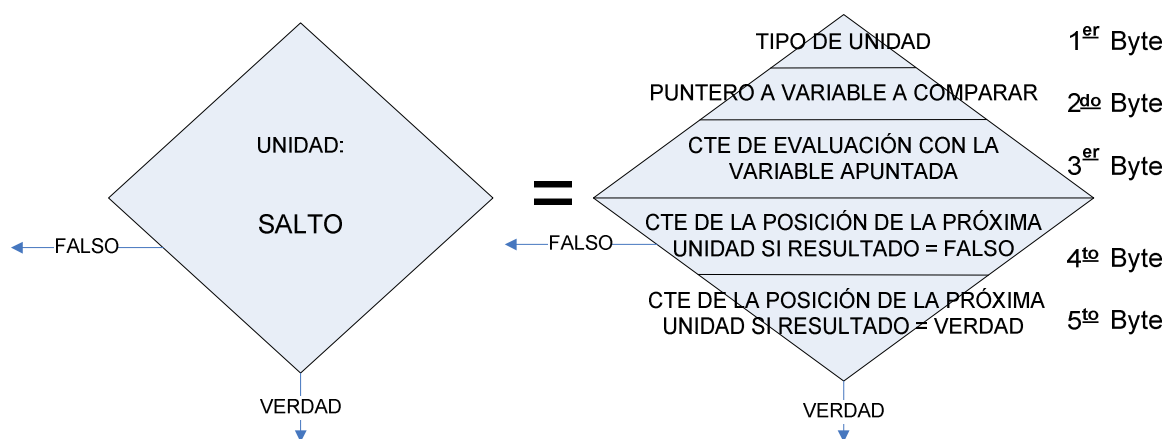 UNIDAD:
SALTO
FALSO
VERDAD
=
TIPO DE UNIDAD
1er Byte
PUNTERO A VARIABLE A COMPARAR
2do Byte
CTE DE EVALUACIÓN CON LA
VARIABLE APUNTADA
3er Byte
CTE DE LA POSICIÓN DE LA PRÓXIMA
UNIDAD SI RESULTADO = FALSO
4to Byte
FALSO
CTE DE LA POSICIÓN DE LA PRÓXIMA
UNIDAD SI RESULTADO = VERDAD
5to Byte
VERDAD